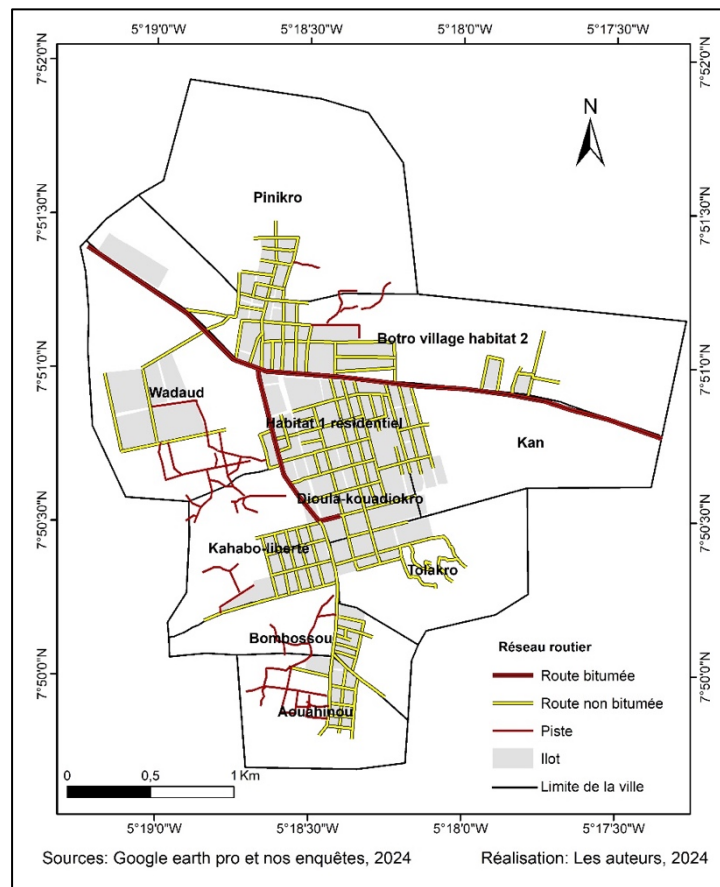 5°19'0"W 5°18'30"W 5°18'0"W 5°17'30"W
7°52'0"N 7°52'0"N
N
Pinikro
7°51'30"N 7°51'30"N
Botro village habitat 2
7°51'0"N 7°51'0"N
Wadaud
Habitat 1 résidentiel
Kan
Dioula-kouadiokro
7°50'30"N 7°50'30"N
Kahabo-liberté
Tolakro
Bombossou
Aouahinou
7°50'0"N 7°50'0"N
Réseau routier
Route bitumée
Route non bitumée
Piste
Ilot
Limite de la ville
0 0,5 1 Km
5°19'0"W 5°18'30"W 5°18'0"W 5°17'30"W
Sources: Google earth pro et nos enquêtes, 2024 Réalisation: Les auteurs, 2024